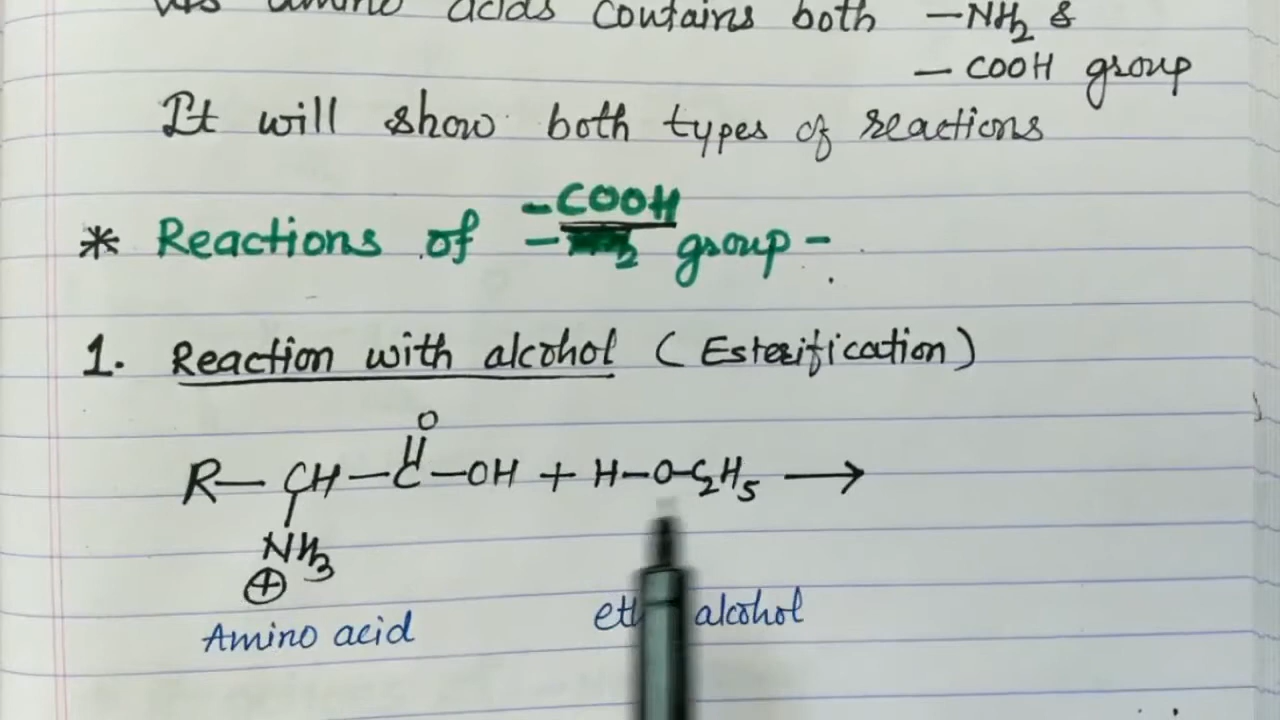 amino acids contains both -NH2 &
- COOH group
It will show both types of reactions
-COOH
* Reactions of - group -
1. Reaction with alcohol (Esterification)
O
R- CH -C-OH + H-O-C2H5 →
NH3
⊕
Amino acid alcohol